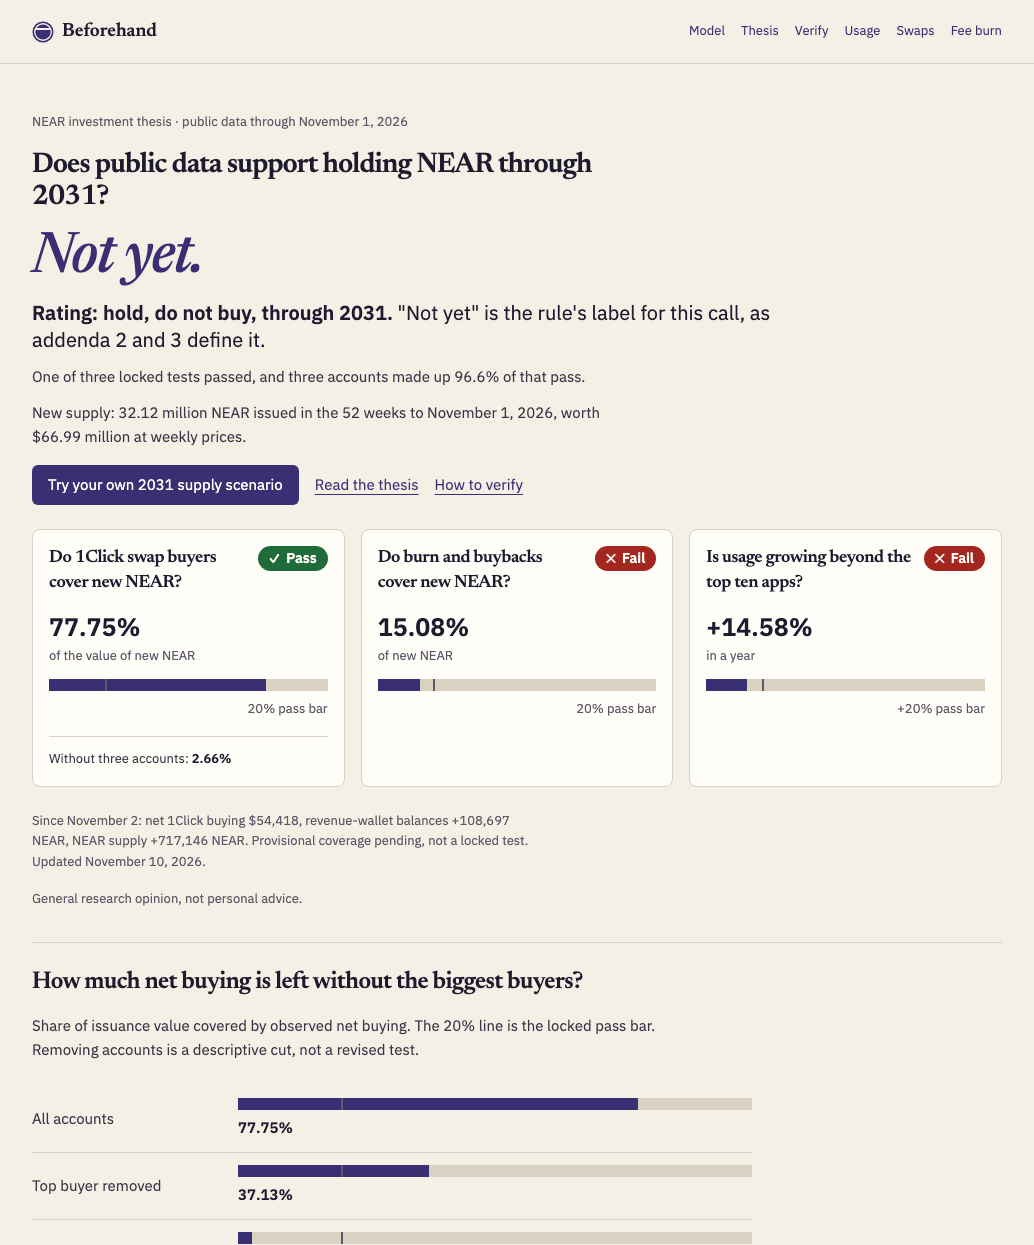 Beforehand
Model Thesis Verify Usage Swaps Fee burn
NEAR investment thesis · public data through November 1, 2026
Does public data support holding NEAR through
2031?
Not yet.
Rating: hold, do not buy, through 2031. "Not yet" is the rule's label for this call, as
addenda 2 and 3 define it.
One of three locked tests passed, and three accounts made up 96.6% of that pass.
New supply: 32.12 million NEAR issued in the 52 weeks to November 1, 2026, worth
$66.99 million at weekly prices.
Try your own 2031 supply scenario Read the thesis How to verify
Do 1Click swap buyers
cover new NEAR?
Pass
77.75%
of the value of new NEAR
20% pass bar
Without three accounts: 2.66%
Do burn and buybacks
cover new NEAR?
Fail
15.08%
of new NEAR
20% pass bar
Is usage growing beyond the
top ten apps?
Fail
+14.58%
in a year
+20% pass bar
Since November 2: net 1Click buying $54,418, revenue-wallet balances +108,697
NEAR, NEAR supply +717,146 NEAR. Provisional coverage pending, not a locked test.
Updated November 10, 2026.
General research opinion, not personal advice.
How much net buying is left without the biggest buyers?
Share of issuance value covered by observed net buying. The 20% line is the locked pass bar.
Removing accounts is a descriptive cut, not a revised test.
All accounts
77.75%
Top buyer removed
37.13%